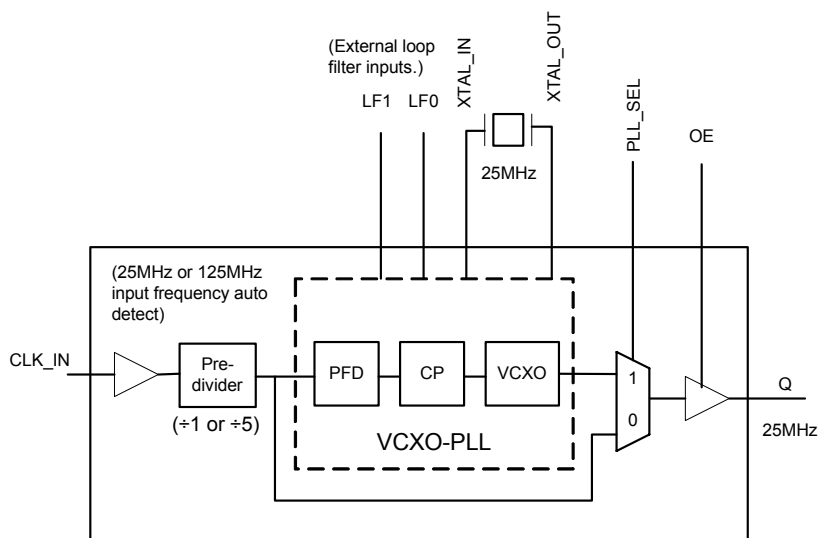 (External loop
filter inputs.)
LF1
LF0
XTAL_IN
XTAL_OUT
25MHz
PLL_SEL
OE
(25MHz or 125MHz
input frequency auto
detect)
CLK_IN
Pre-
divider
(÷1 or ÷5)
PFD
CP
VCXO
VCXO-PLL
1
0
Q
25MHz